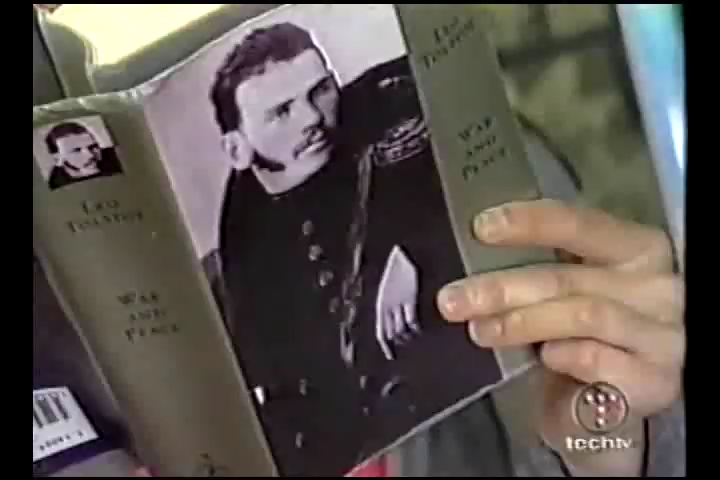 LEO
TOLSTOY
WAR
AND
PEACE
LEO
TOLSTOY
WAR
AND
PEACE
techtv